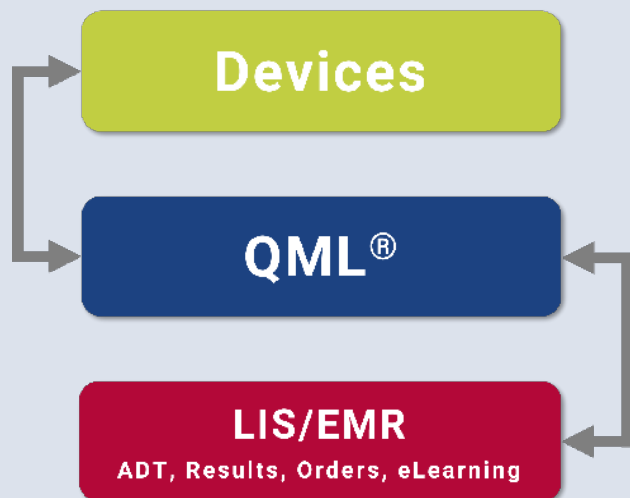 Devices
QML®
LIS/EMR
ADT, Results, Orders, eLearning